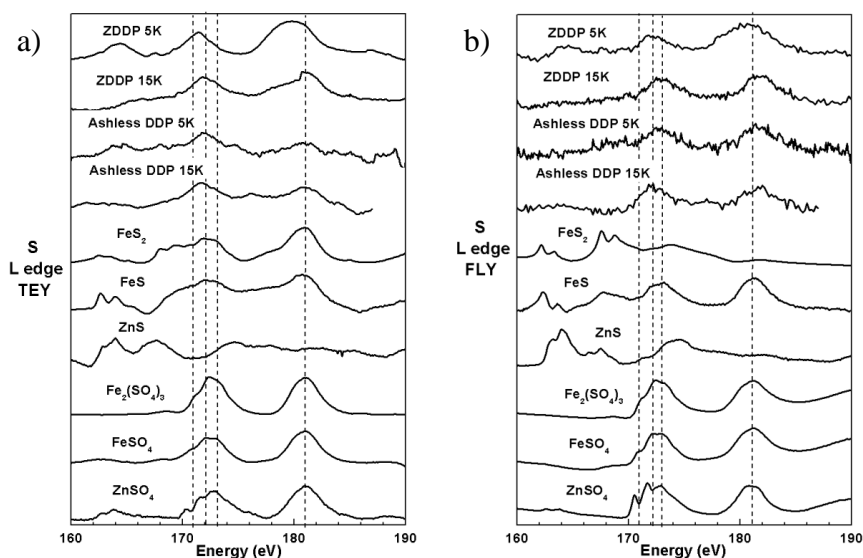 a)
ZDDP 5K
ZDDP 15K
Ashless DDP 5K
Ashless DDP 15K
FeS₂
S
L edge
TEY
FeS
ZnS
Fe₂(SO₄)₃
FeSO₄
ZnSO₄
160 170 180 190
Energy (eV)
b)
ZDDP 5K
ZDDP 15K
Ashless DDP 5K
Ashless DDP 15K
FeS₂
S
L edge
FLY
FeS
ZnS
Fe₂(SO₄)₃
FeSO₄
ZnSO₄
160 170 180 190
Energy (eV)